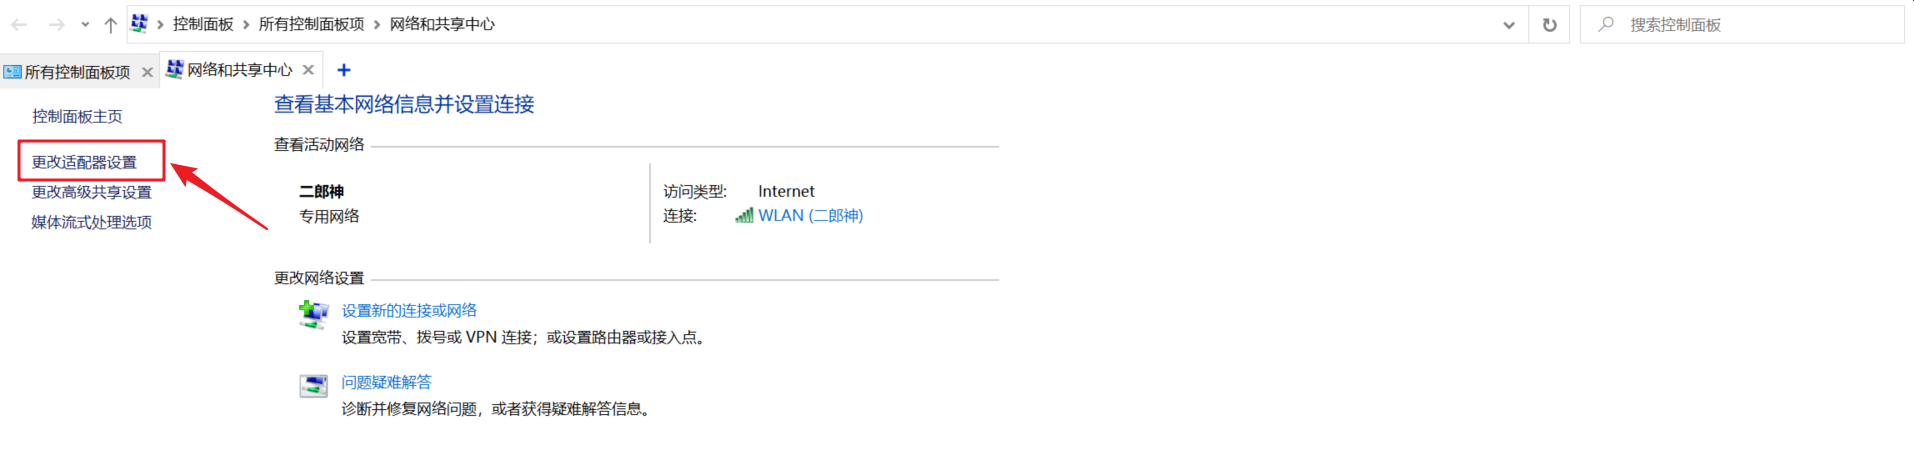 控制面板 > 所有控制面板项 > 网络和共享中心
搜索控制面板
所有控制面板项
网络和共享中心
控制面板主页
更改适配器设置
更改高级共享设置
媒体流式处理选项
查看基本网络信息并设置连接
查看活动网络
二郎神
专用网络
访问类型: Internet
连接: WLAN (二郎神)
更改网络设置
设置新的连接或网络
设置宽带、拨号或 VPN 连接；或设置路由器或接入点。
问题疑难解答
诊断并修复网络问题，或者获得疑难解答信息。